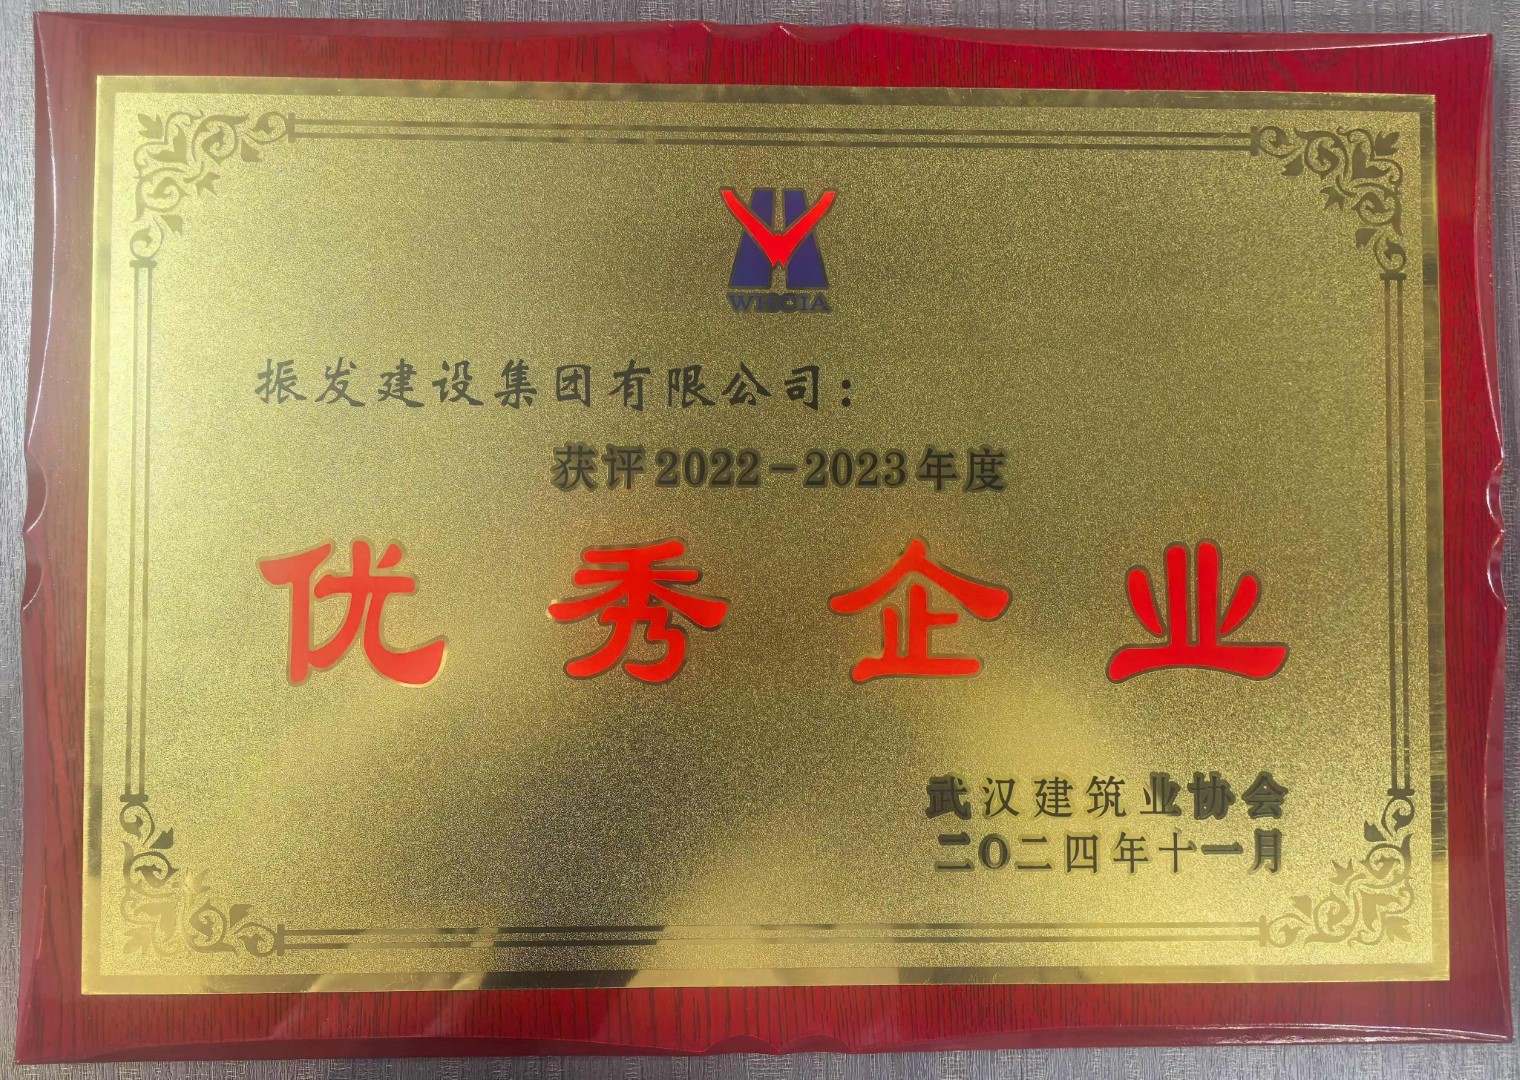 WHCIA
振发建设集团有限公司：
获评2022-2023年度
优秀企业
武汉建筑业协会
二〇二四年十一月